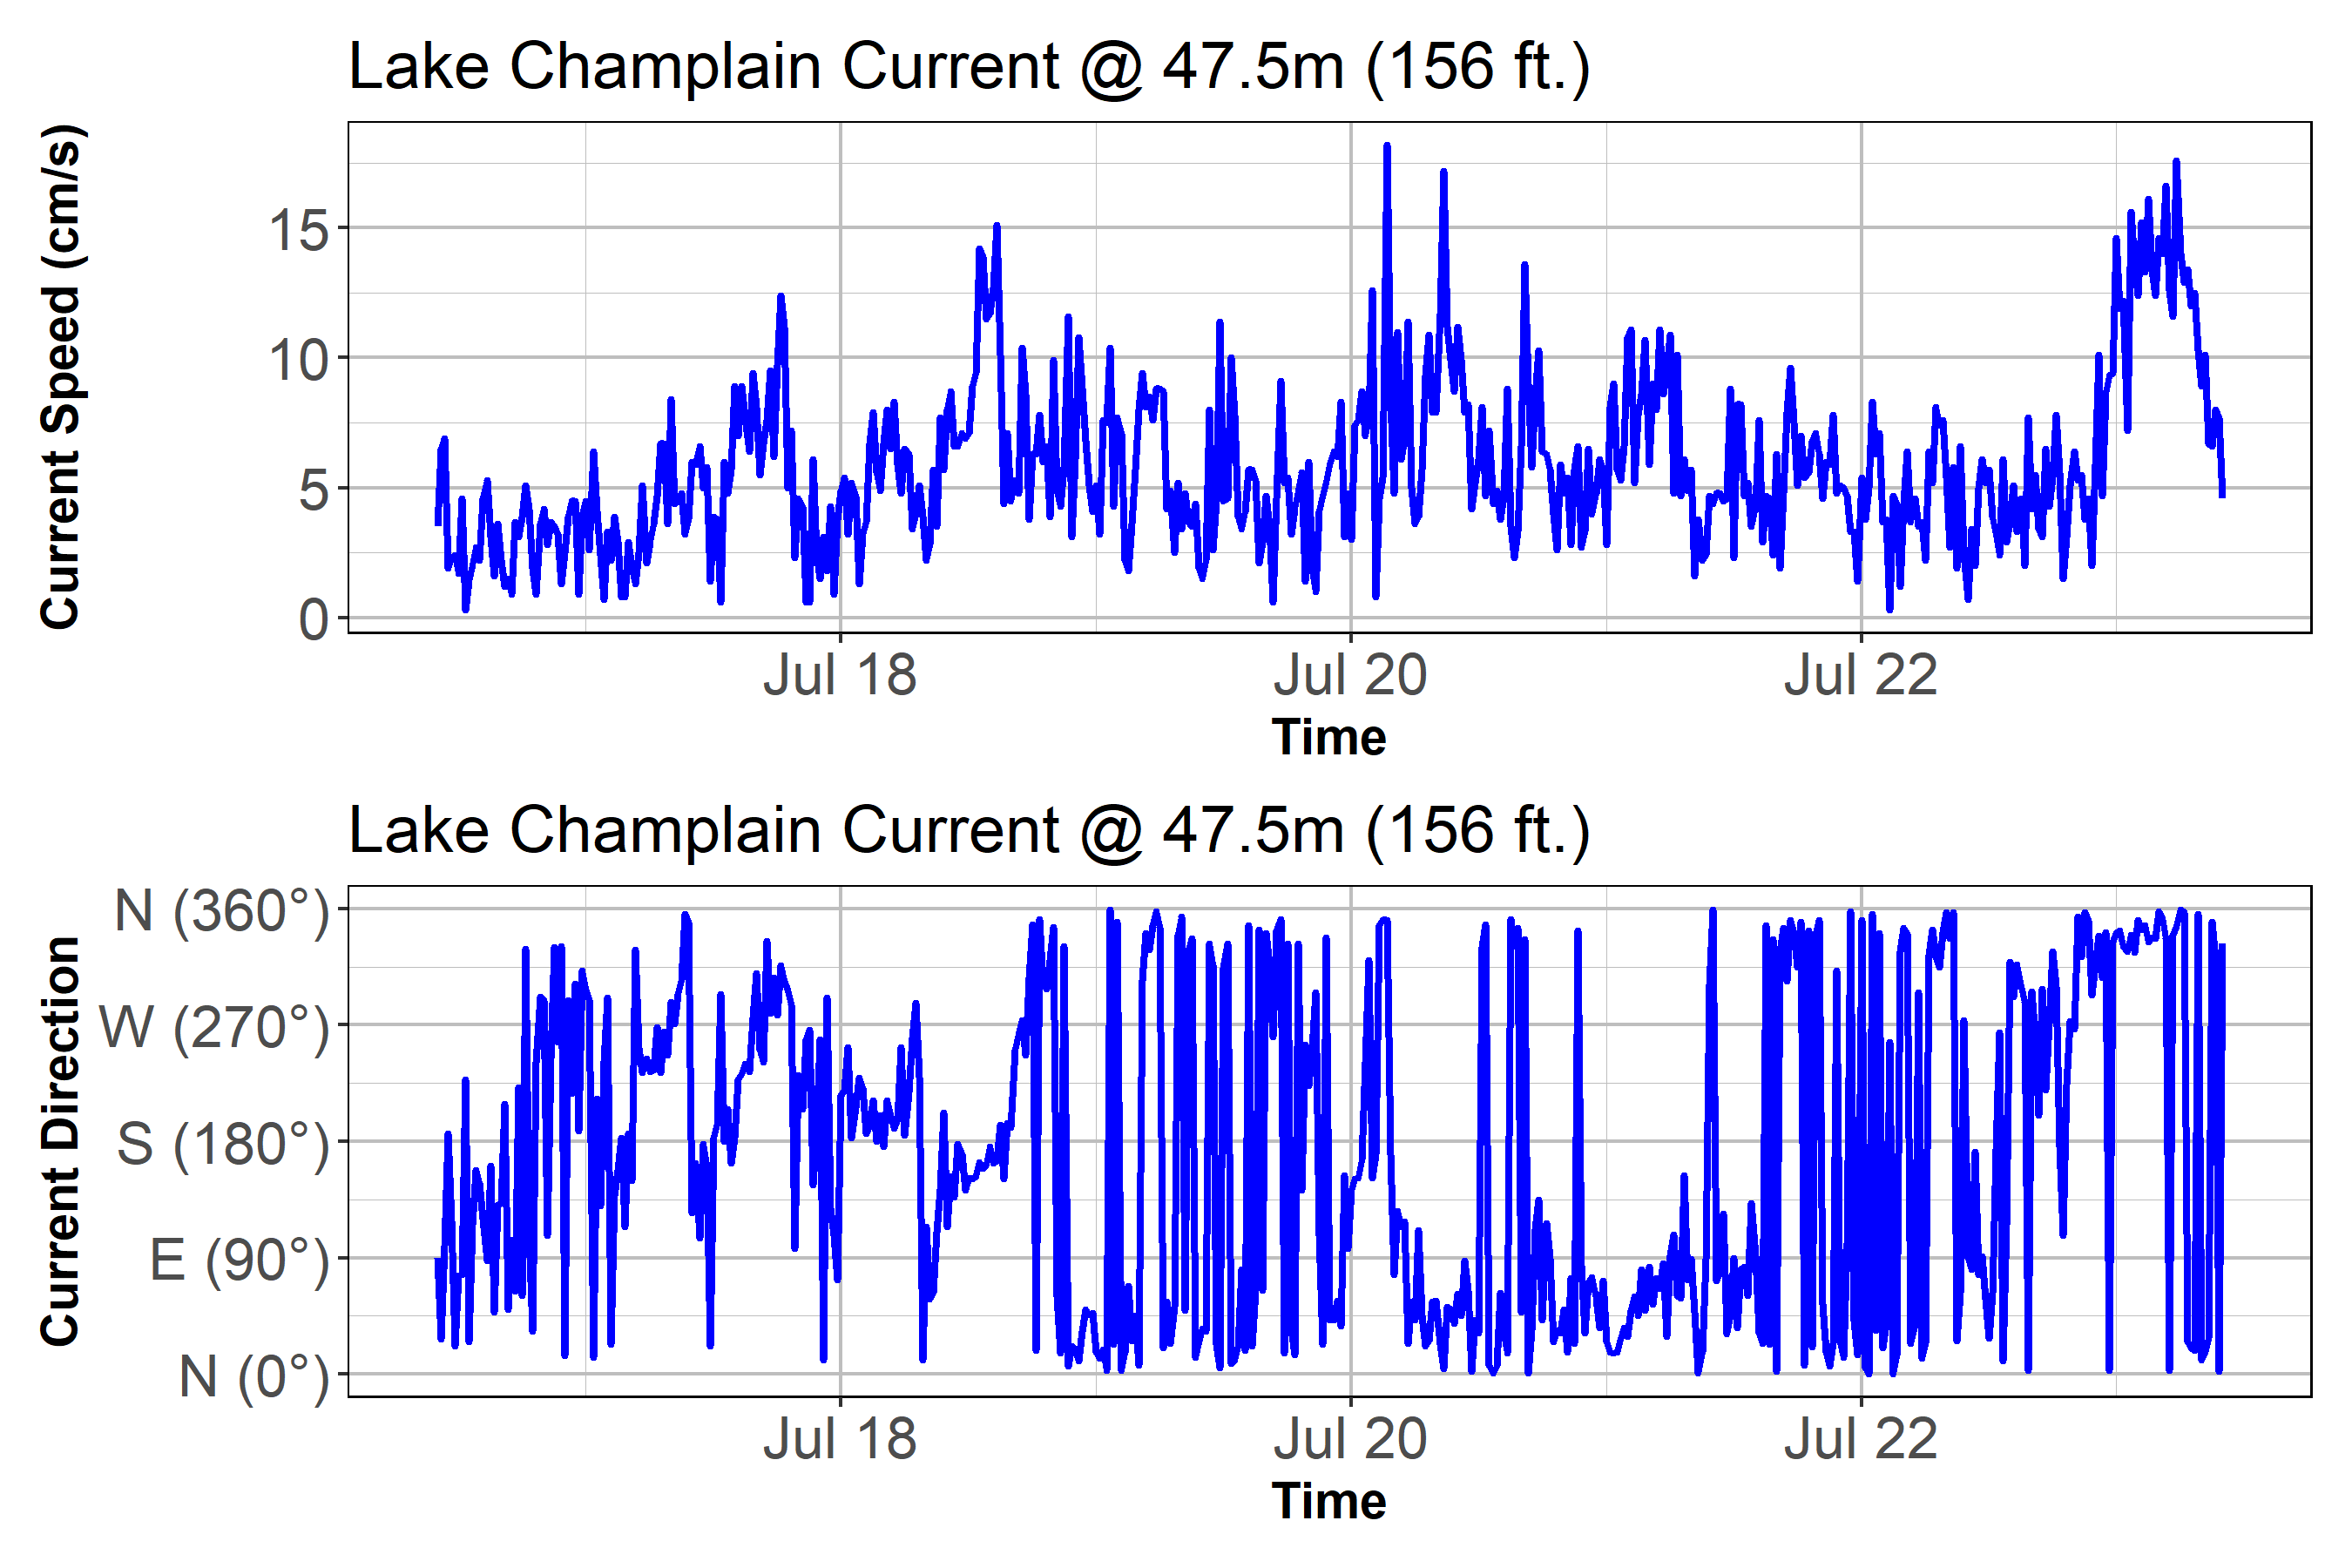 Lake Champlain Current @ 47.5m (156 ft.)
Current Speed (cm/s)
15
10
5
0
Jul 18 Jul 20 Jul 22
Time
Lake Champlain Current @ 47.5m (156 ft.)
Current Direction
N (360°)
W (270°)
S (180°)
E (90°)
N (0°)
Jul 18 Jul 20 Jul 22
Time